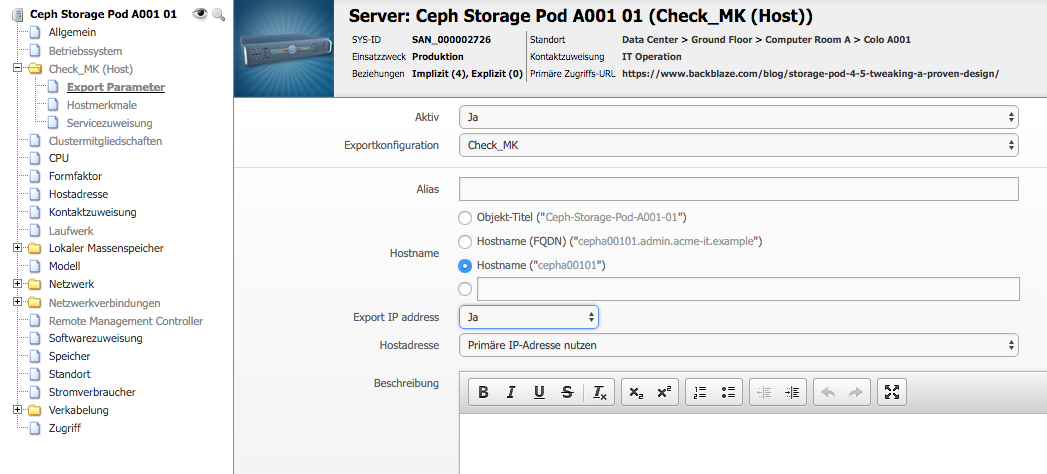 Ceph Storage Pod A001 01
Allgemein
Betriebssystem
Check_MK (Host)
Export Parameter
Hostmerkmale
Servicezuweisung
Clustermitgliedschaften
CPU
Formfaktor
Hostadresse
Kontaktzuweisung
Laufwerk
Lokaler Massenspeicher
Modell
Netzwerk
Netzwerkverbindungen
Remote Management Controller
Softwarezuweisung
Speicher
Standort
Stromverbraucher
Verkabelung
Zugriff
Server: Ceph Storage Pod A001 01 (Check_MK (Host))
SYS-ID SAN_000002726 Standort Data Center > Ground Floor > Computer Room A > Colo A001
Einsatzzweck Produktion Kontaktzuweisung IT Operation
Beziehungen Implizit (4), Explizit (0) Primäre Zugriffs-URL https://www.backblaze.com/blog/storage-pod-4-5-tweaking-a-proven-design/
Aktiv Ja
Exportkonfiguration Check_MK
Alias
Objekt-Titel ("Ceph-Storage-Pod-A001-01")
Hostname (FQDN) ("cepha00101.admin.acme-it.example")
Hostname Hostname ("cepha00101")
Export IP address Ja
Hostadresse Primäre IP-Adresse nutzen
Beschreibung B I U S Tx x2 x²